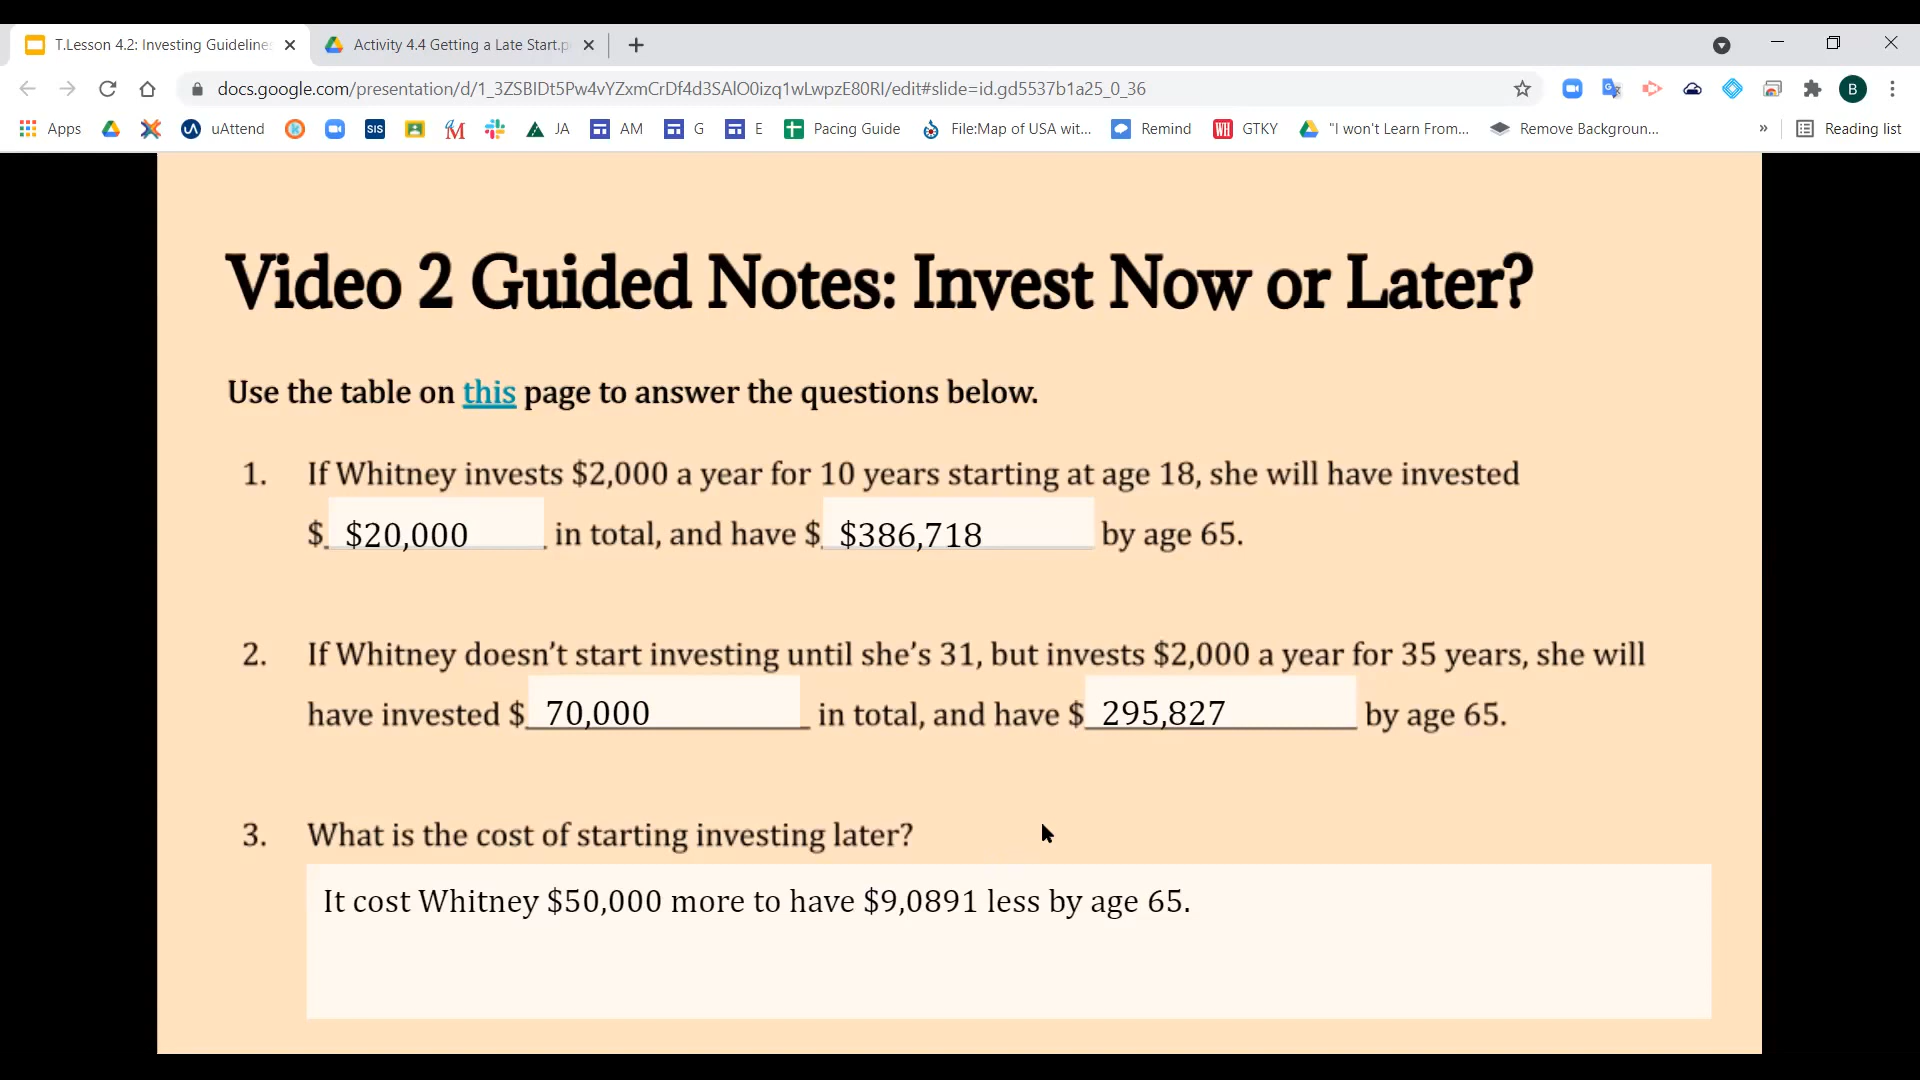 T.Lesson 4.2: Investing Guideline
Activity 4.4 Getting a Late Start.p
docs.google.com/presentation/d/1_3ZSBIDt5Pw4vYZxmCrDf4d3SAlO0izq1wLwpzE80RI/edit#slide=id.gd5537b1a25_0_36
B
Apps
uAttend
SIS
JA
AM
G
E
Pacing Guide
File:Map of USA wit...
Remind
WH
GTKY
"I won't Learn From...
Remove Backgroun...
»
Reading list
Video 2 Guided Notes: Invest Now or Later?
Use the table on this page to answer the questions below.
1. If Whitney invests $2,000 a year for 10 years starting at age 18, she will have invested
$ $20,000 in total, and have $ $386,718 by age 65.
2. If Whitney doesn't start investing until she's 31, but invests $2,000 a year for 35 years, she will
have invested $ 70,000 in total, and have $ 295,827 by age 65.
3. What is the cost of starting investing later?
It cost Whitney $50,000 more to have $9,0891 less by age 65.